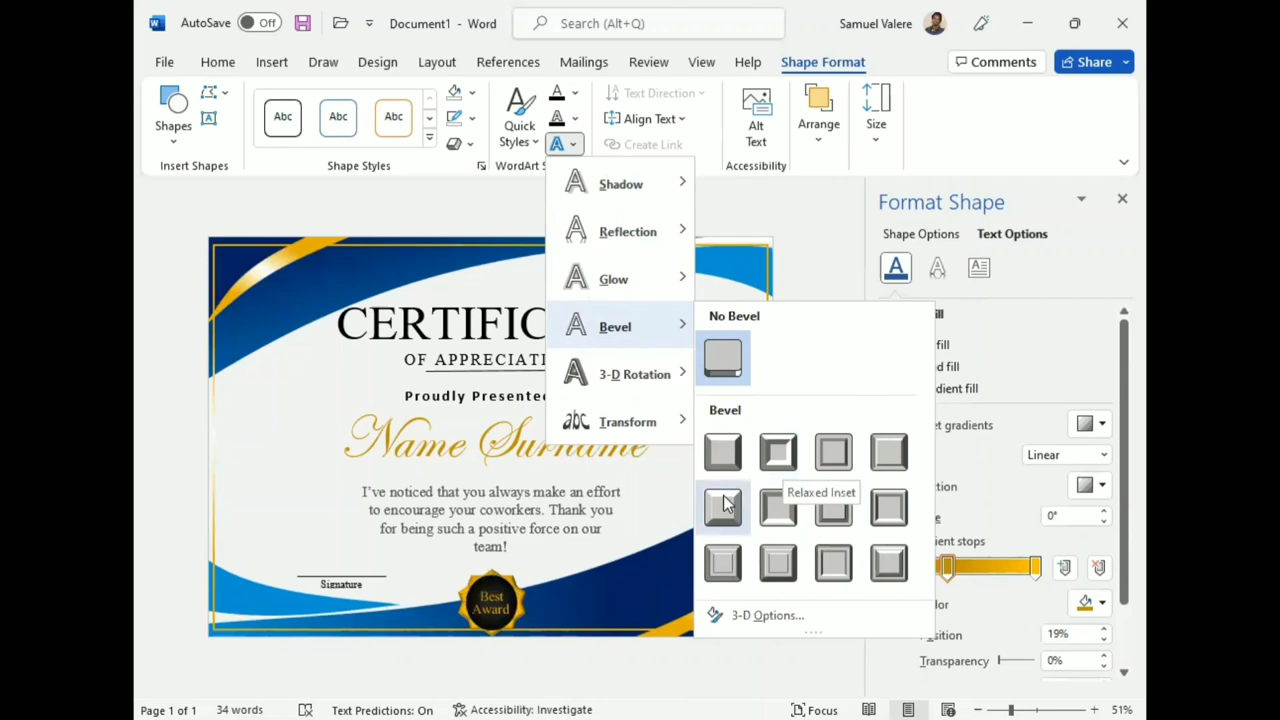 AutoSave Off Document1 - Word Search (Alt+Q) Samuel Valere
File Home Insert Draw Design Layout References Mailings Review View Help Shape Format Comments Share
Shapes
Insert Shapes
Abc Abc Abc
Shape Styles
Quick
Styles
WordArt S
Text Direction
Align Text
Create Link
Alt
Text
Accessibility
Arrange
Size
Shadow
Reflection
Glow
Bevel
3-D Rotation
Transform
No Bevel
Bevel
Relaxed Inset
3-D Options...
CERTIFIC
OF APPRECIATI
Proudly Presente
Name Surname
I've noticed that you always make an effort
to encourage your coworkers. Thank you
for being such a positive force on our
team!
Signature
Best
Award
Format Shape
Shape Options Text Options
ill
fill
d fill
dient fill
et gradients
Linear
ction
e 0°
ient stops
lor
osition 19%
Transparency 0%
Page 1 of 1 34 words Text Predictions: On Accessibility: Investigate Focus 51%